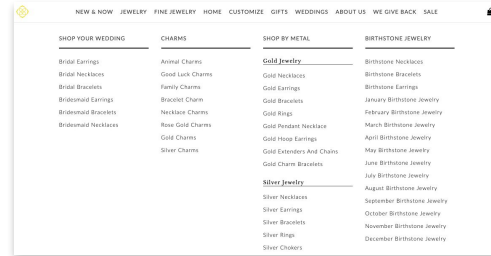 NEW & NOW JEWELRY FINE JEWELRY HOME CUSTOMIZE GIFTS WEDDINGS ABOUT US WE GIVE BACK SALE
SHOP YOUR WEDDING
Bridal Earrings
Bridal Necklaces
Bridal Bracelets
Bridesmaid Earrings
Bridesmaid Bracelets
Bridesmaid Necklaces
CHARMS
Animal Charms
Good Luck Charms
Family Charms
Bracelet Charm
Necklace Charms
Rose Gold Charms
Gold Charms
Silver Charms
SHOP BY METAL
Gold Jewelry
Gold Necklaces
Gold Earrings
Gold Bracelets
Gold Rings
Gold Pendant Necklace
Gold Hoop Earrings
Gold Extenders And Chains
Gold Charm Bracelets
Silver Jewelry
Silver Necklaces
Silver Earrings
Silver Bracelets
Silver Rings
Silver Chokers
BIRTHSTONE JEWELRY
Birthstone Necklaces
Birthstone Bracelets
Birthstone Earrings
January Birthstone Jewelry
February Birthstone Jewelry
March Birthstone Jewelry
April Birthstone Jewelry
May Birthstone Jewelry
June Birthstone Jewelry
July Birthstone Jewelry
August Birthstone Jewelry
September Birthstone Jewelry
October Birthstone Jewelry
November Birthstone Jewelry
December Birthstone Jewelry